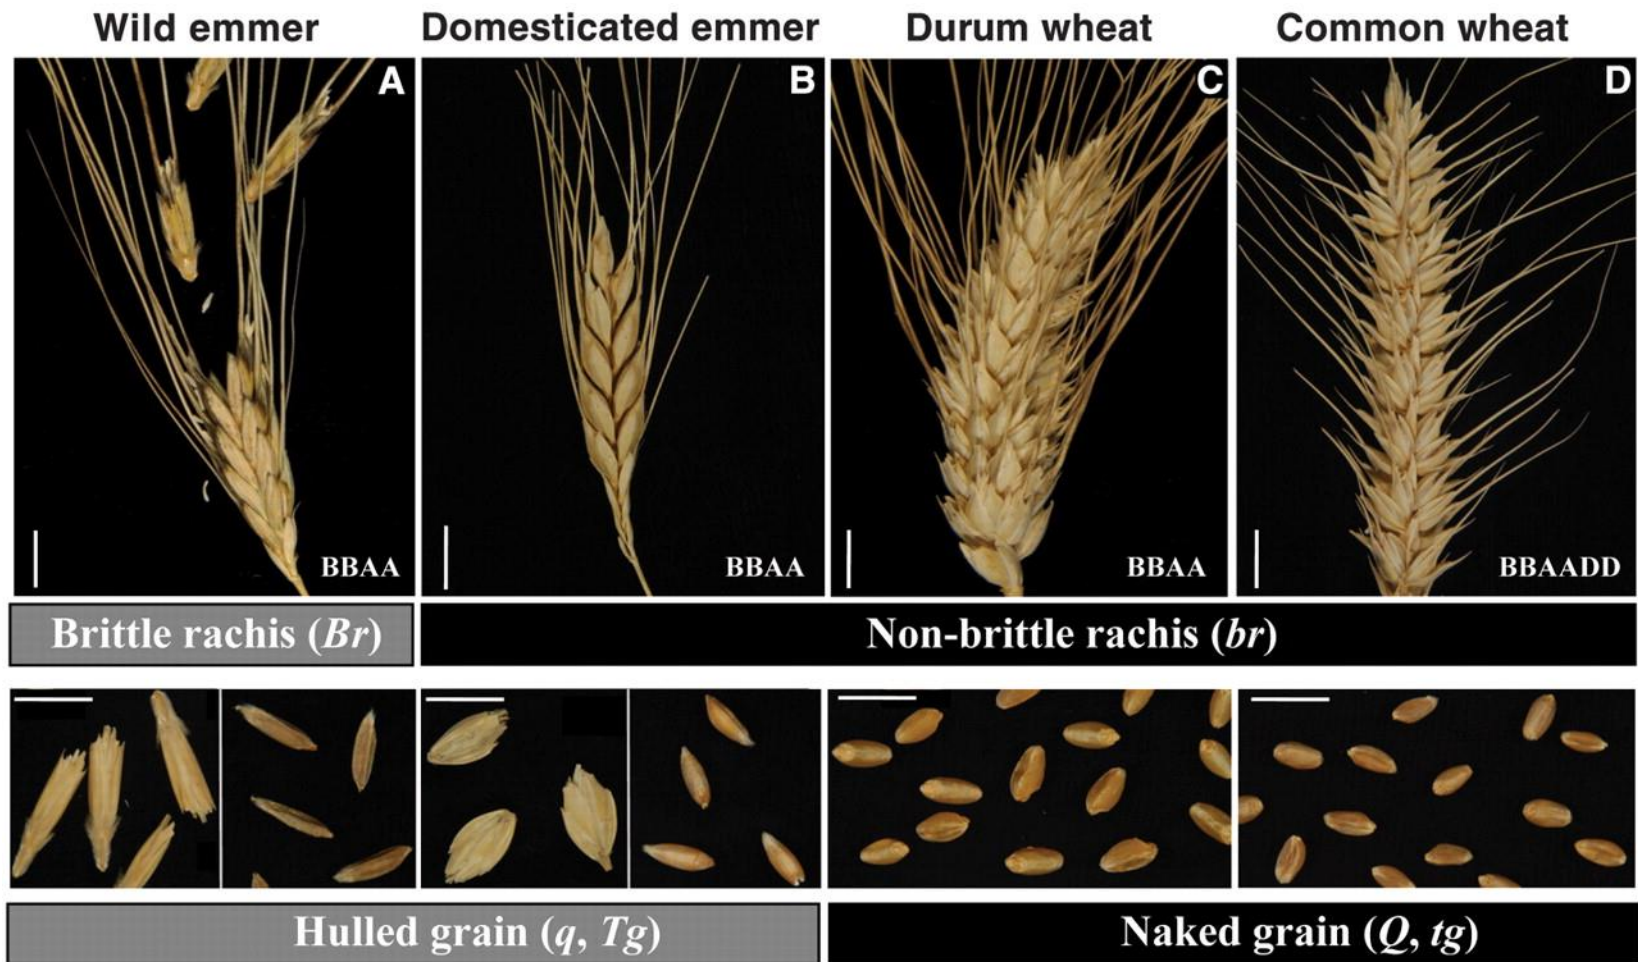 Wild emmer
Domesticated emmer
Durum wheat
Common wheat
A
B
C
D
BBAA
BBAA
BBAA
BBAADD
Brittle rachis (Br)
Non-brittle rachis (br)
Hulled grain (q, Tg)
Naked grain (Q, tg)